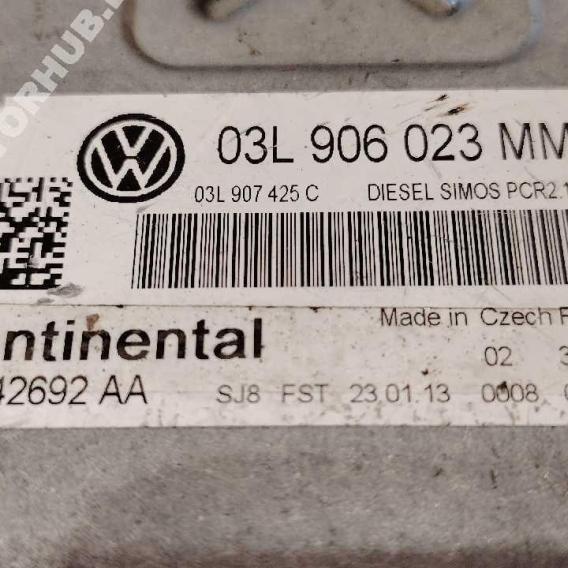 03L 906 023 MM
03L 907 425 C DIESEL SIMOS PCR2.1
ntinental
Made in Czech
02 3
42692 AA SJ8 FST 23.01.13 0008